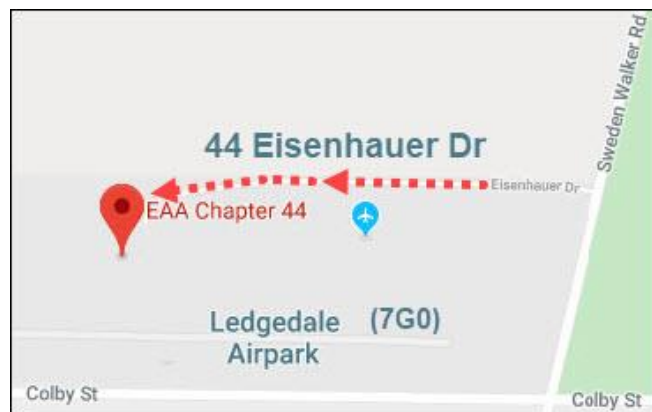 44 Eisenhauer Dr
Sweden Walker Rd
Eisenhauer Dr
EAA Chapter 44
Ledgedale (7G0)
Airpark
Colby St
Colby St